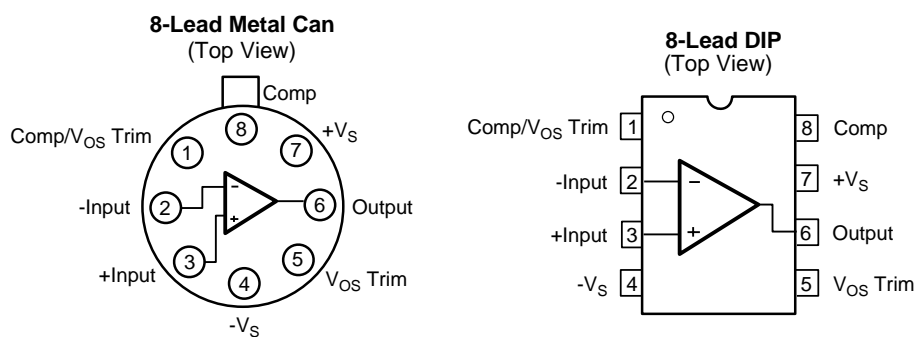 8-Lead Metal Can
(Top View)
Comp
Comp/VOS Trim
+VS
-Input
Output
+Input
VOS Trim
-VS
1
2
3
4
5
6
7
8
-
+
8-Lead DIP
(Top View)
Comp/VOS Trim 1
8 Comp
-Input 2
7 +VS
+Input 3
6 Output
-VS 4
5 VOS Trim
-
+